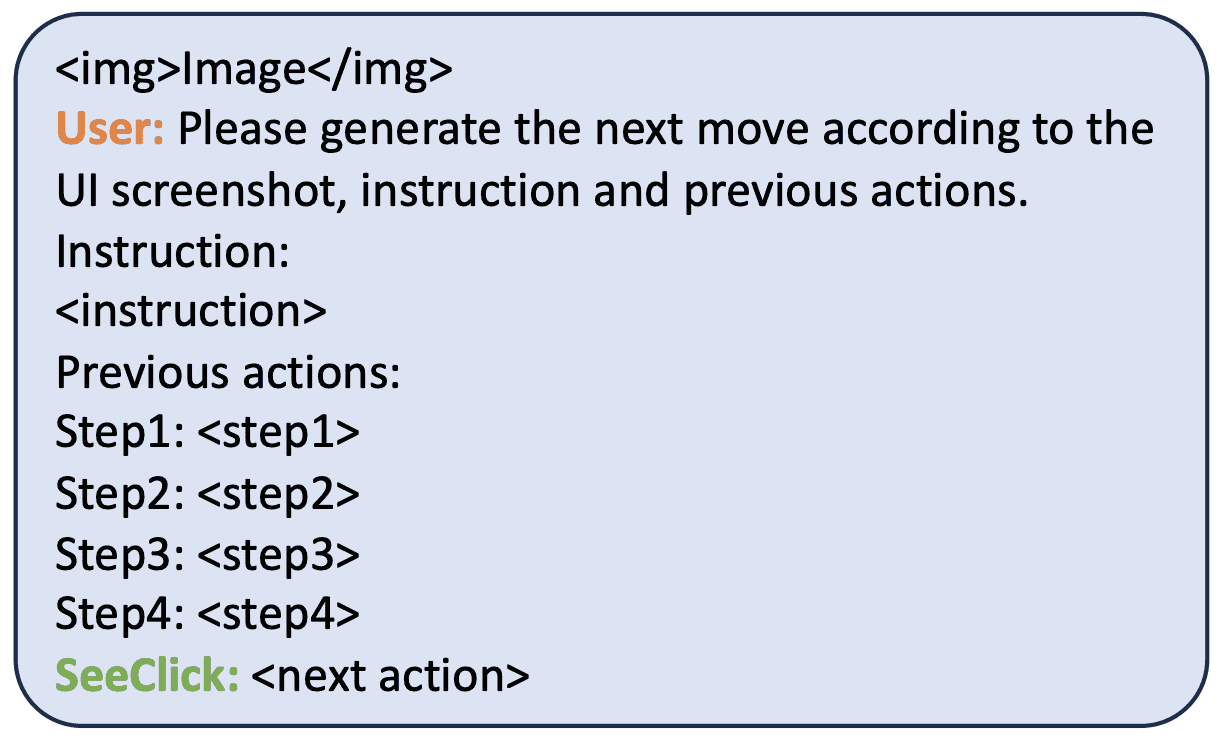 <img>Image</img>
User: Please generate the next move according to the
UI screenshot, instruction and previous actions.
Instruction:
<instruction>
Previous actions:
Step1: <step1>
Step2: <step2>
Step3: <step3>
Step4: <step4>
SeeClick: <next action>